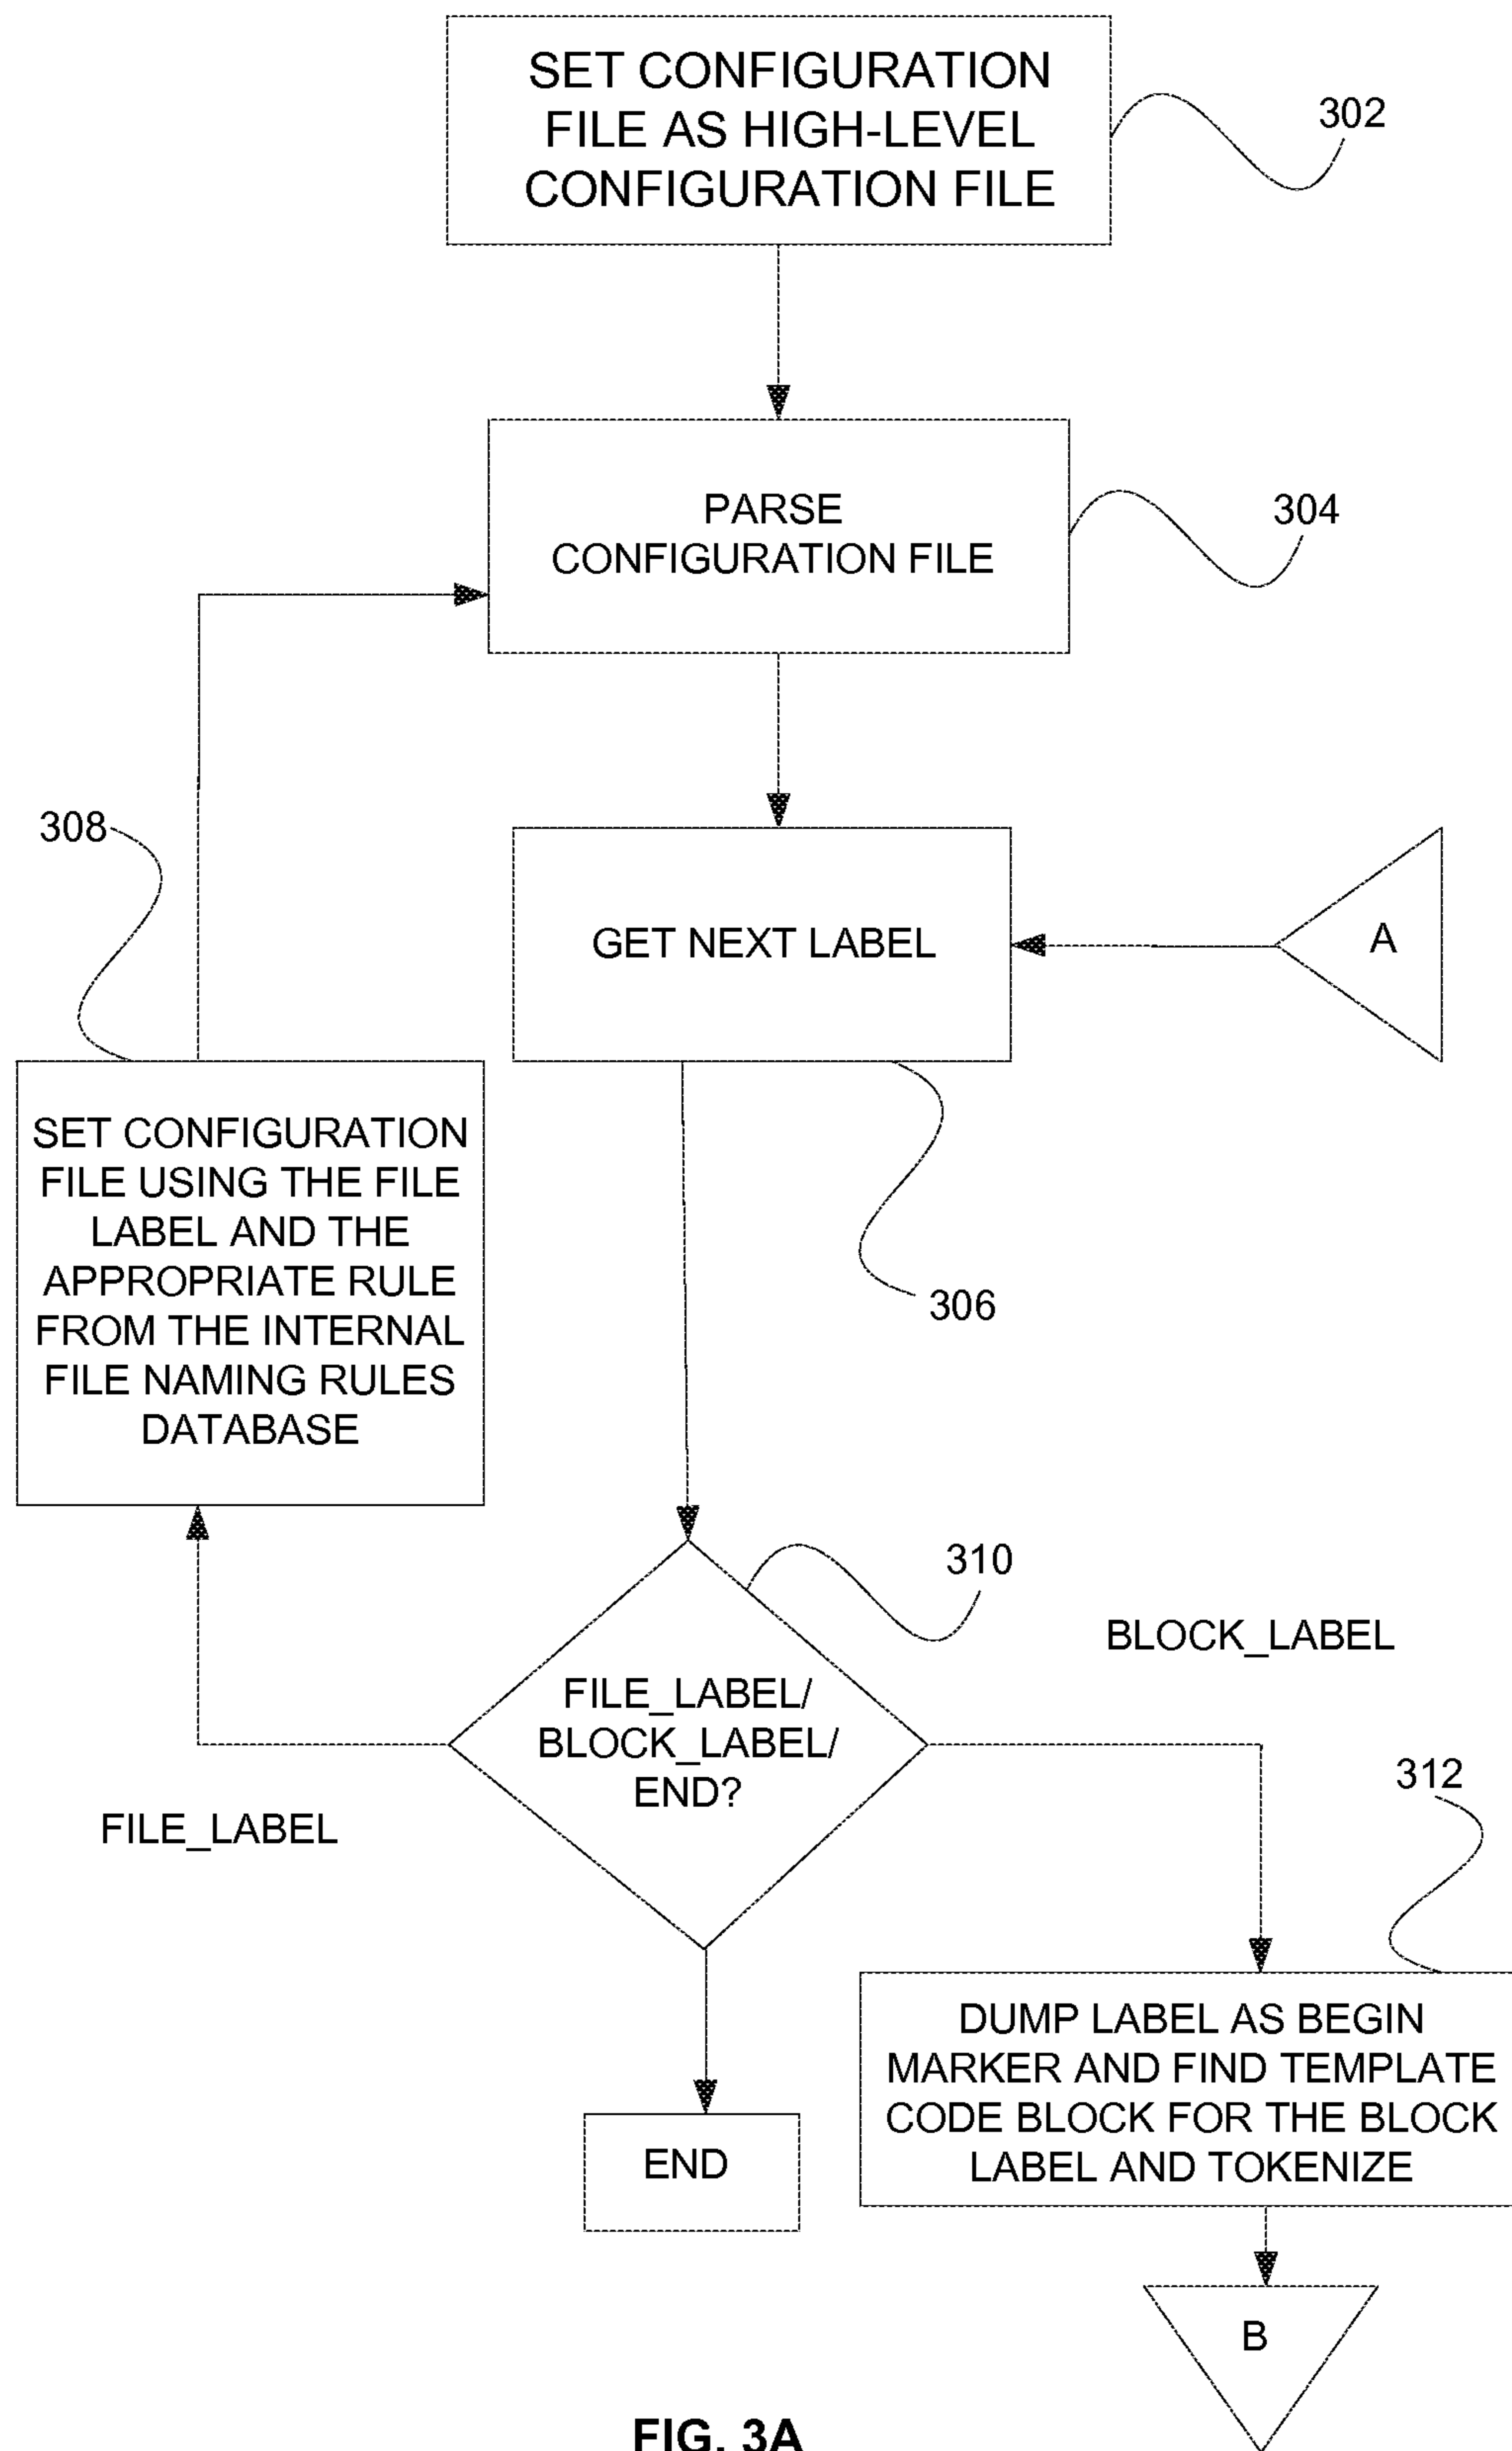 SET CONFIGURATION
FILE AS HIGH-LEVEL
CONFIGURATION FILE
302
PARSE
CONFIGURATION FILE
304
308
GET NEXT LABEL
A
SET CONFIGURATION
FILE USING THE FILE
LABEL AND THE
APPROPRIATE RULE
FROM THE INTERNAL
FILE NAMING RULES
DATABASE
306
310
BLOCK_LABEL
FILE_LABEL/
BLOCK_LABEL/
END?
FILE_LABEL
312
DUMP LABEL AS BEGIN
MARKER AND FIND TEMPLATE
CODE BLOCK FOR THE BLOCK
LABEL AND TOKENIZE
END
B
FIG. 3A